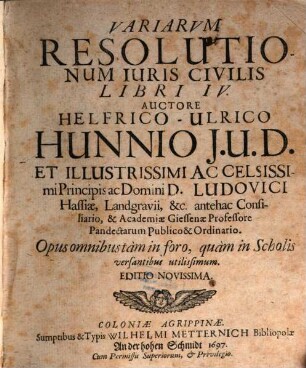 VARIARVM
RESOLUTIO-
NUM IURIS CIVILIS
LIBRI IV.
AUCTORE
HELFRICO-ULRICO
HUNNIO J.U.D.
ET ILLUSTRISSIMI AC CELSISSI-
mi Principis ac Domini D. LUDOVICI
Hassiæ, Landgravii, &c. antehac Consi-
liario, & Academiæ Giessenæ Professore
Pandectarum Publico & Ordinario.
Opus omnibus tàm in foro, quàm in Scholis
versantibus utilissimum.
EDITIO NOVISSIMA.
COLONIÆ AGRIPPINÆ.
Sumptibus & Typis WILHELMI METTERNICH Bibliopolæ
An der hohen Schmidt 1697.
Cum Permissu Superiorum, & Privilegio.